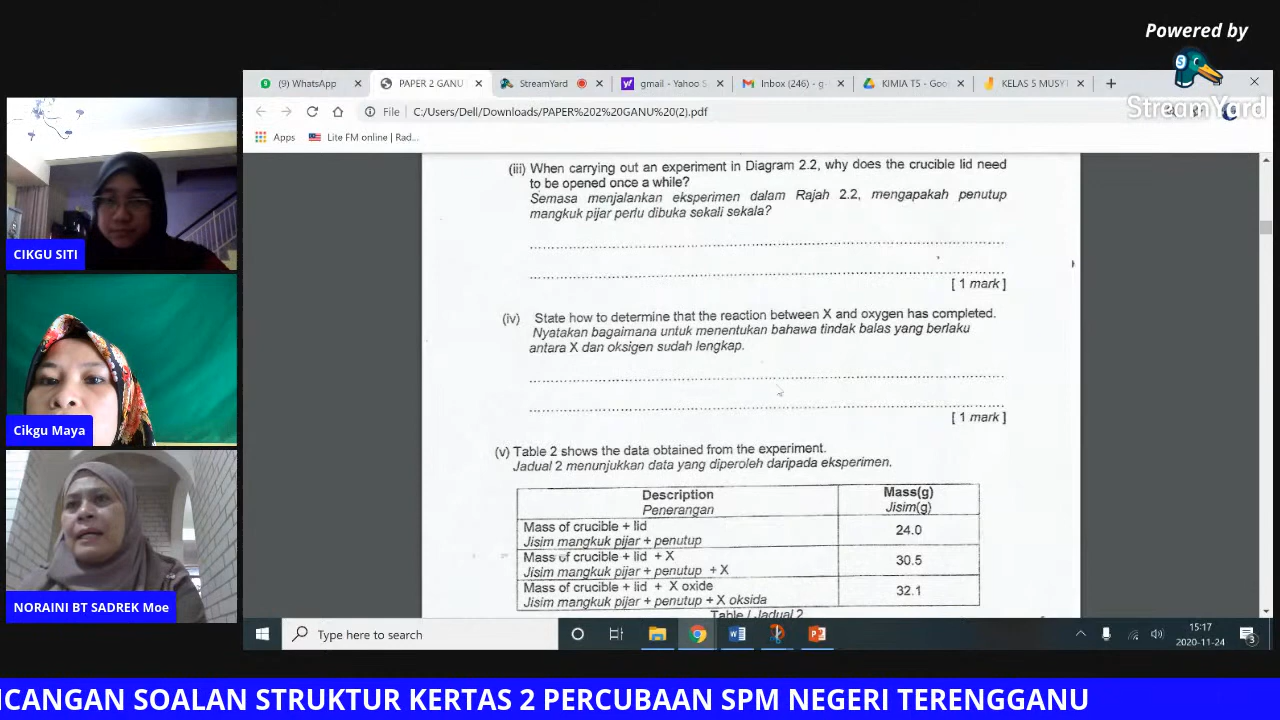 Powered by
StreamYard
(9) WhatsApp
PAPER 2 GANU
StreamYard
gmail - Yahoo S
Inbox (246) - g-
KIMIA T5 - Goo
KELAS 5 MUSYT
File C:/Users/Dell/Downloads/PAPER%202%20GANU%20(2).pdf
Apps
Lite FM online | Rad...
(iii) When carrying out an experiment in Diagram 2.2, why does the crucible lid need
to be opened once a while?
Semasa menjalankan eksperimen dalam Rajah 2.2, mengapakah penutup
mangkuk pijar perlu dibuka sekali sekala?
[ 1 mark ]
(iv) State how to determine that the reaction between X and oxygen has completed.
Nyatakan bagaimana untuk menentukan bahawa tindak balas yang berlaku
antara X dan oksigen sudah lengkap.
[ 1 mark ]
(v) Table 2 shows the data obtained from the experiment.
Jadual 2 menunjukkan data yang diperoleh daripada eksperimen.
Description
Penerangan
Mass(g)
Jisim(g)
Mass of crucible + lid
Jisim mangkuk pijar + penutup
24.0
Mass of crucible + lid + X
Jisim mangkuk pijar + penutup + X
30.5
Mass of crucible + lid + X oxide
Jisim mangkuk pijar + penutup + X oksida
32.1
Table / Jadual 2
CIKGU SITI
Cikgu Maya
NORAINI BT SADREK Moe
Type here to search
15:17
2020-11-24
3
NCANGAN SOALAN STRUKTUR KERTAS 2 PERCUBAAN SPM NEGERI TERENGGANU